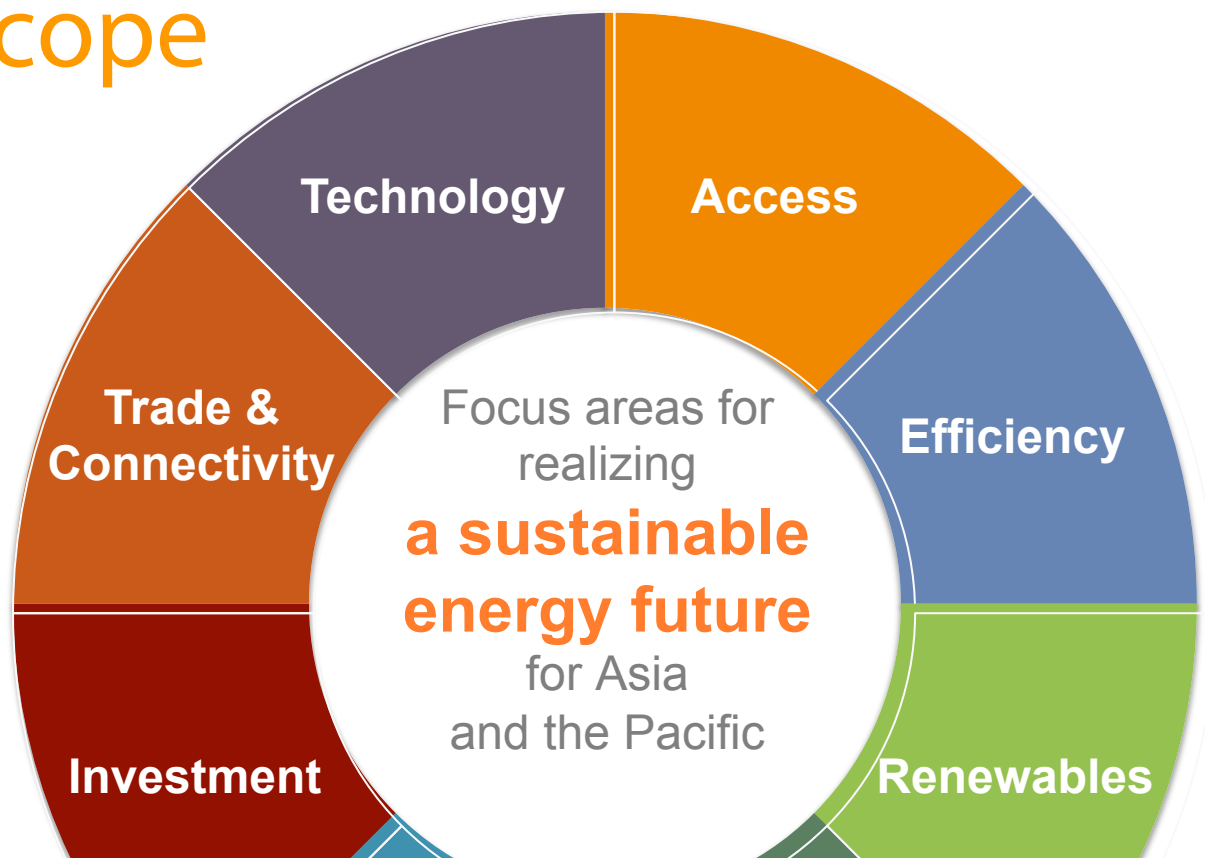 cope
Technology
Access
Trade &
Connectivity
Efficiency
Focus areas for
realizing
a sustainable
energy future
for Asia
and the Pacific
Investment
Renewables